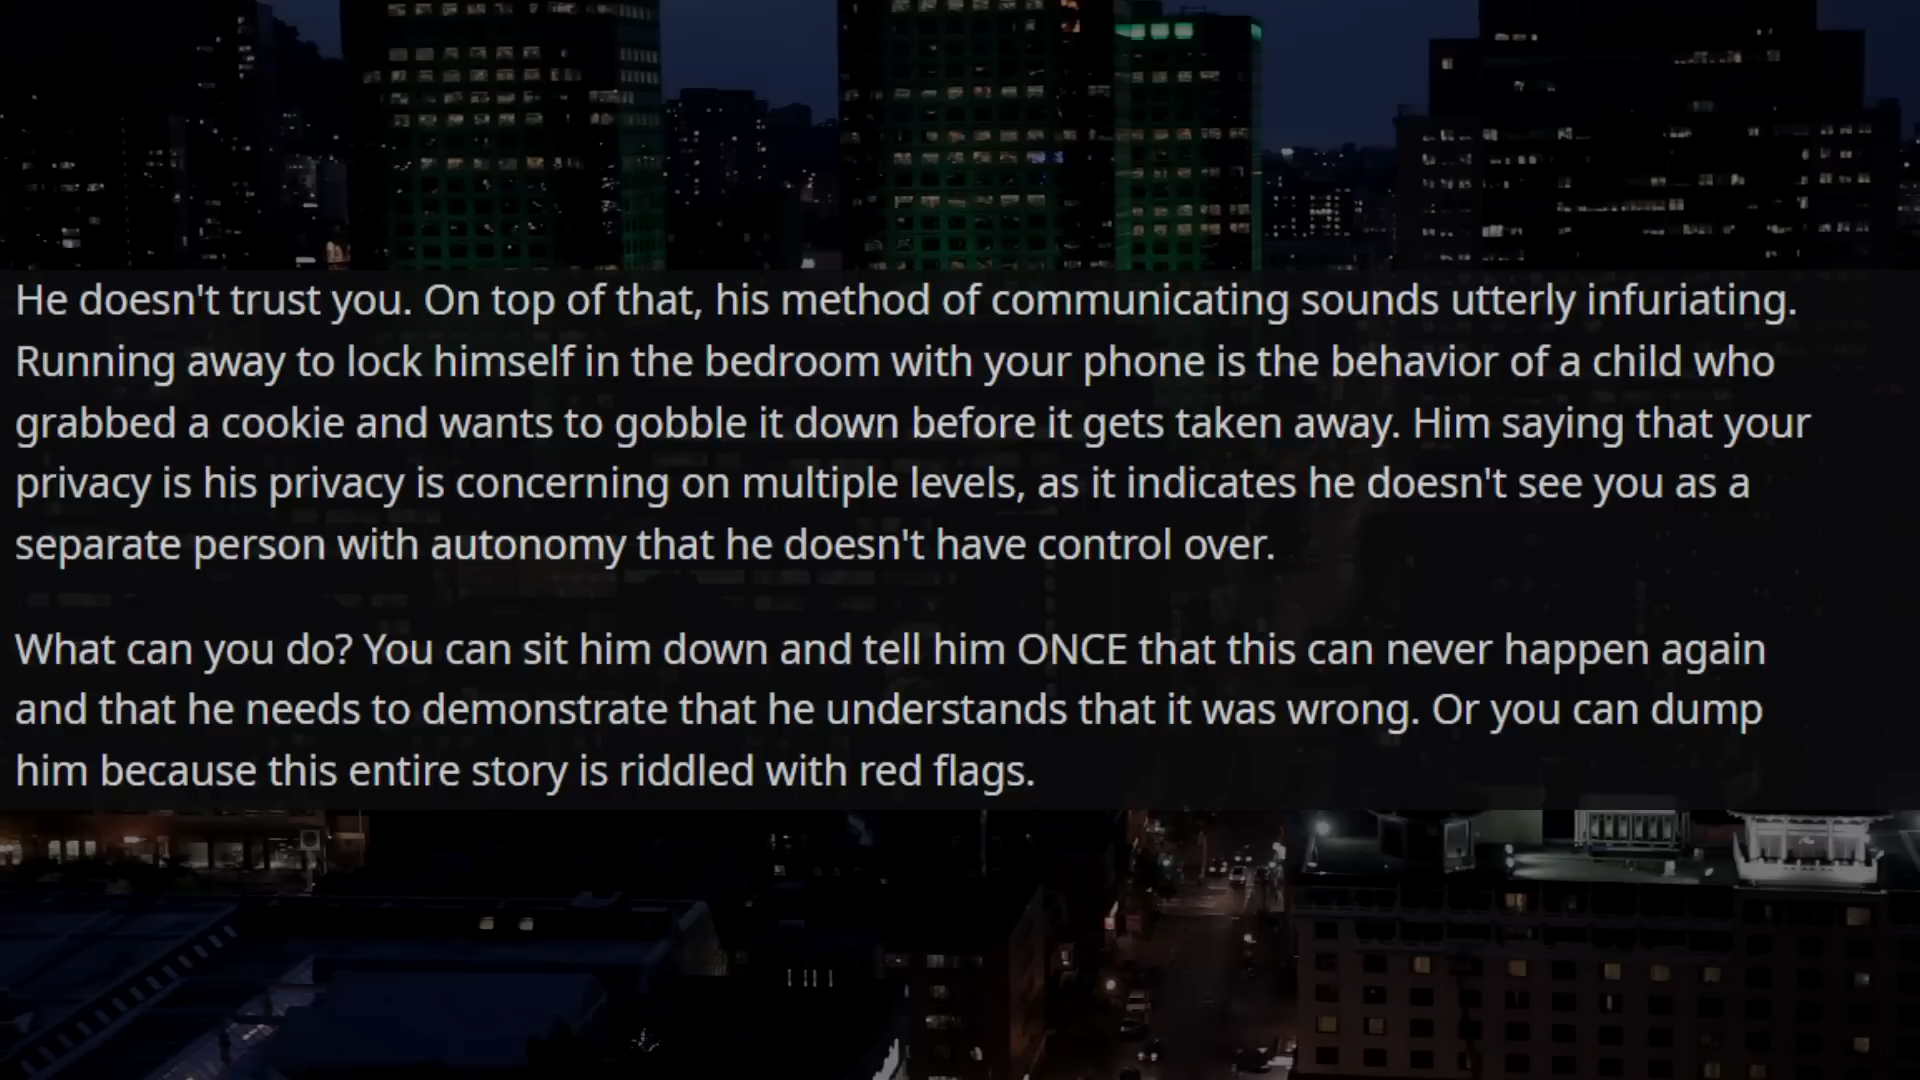 He doesn't trust you. On top of that, his method of communicating sounds utterly infuriating.
Running away to lock himself in the bedroom with your phone is the behavior of a child who
grabbed a cookie and wants to gobble it down before it gets taken away. Him saying that your
privacy is his privacy is concerning on multiple levels, as it indicates he doesn't see you as a
separate person with autonomy that he doesn't have control over.
What can you do? You can sit him down and tell him ONCE that this can never happen again
and that he needs to demonstrate that he understands that it was wrong. Or you can dump
him because this entire story is riddled with red flags.